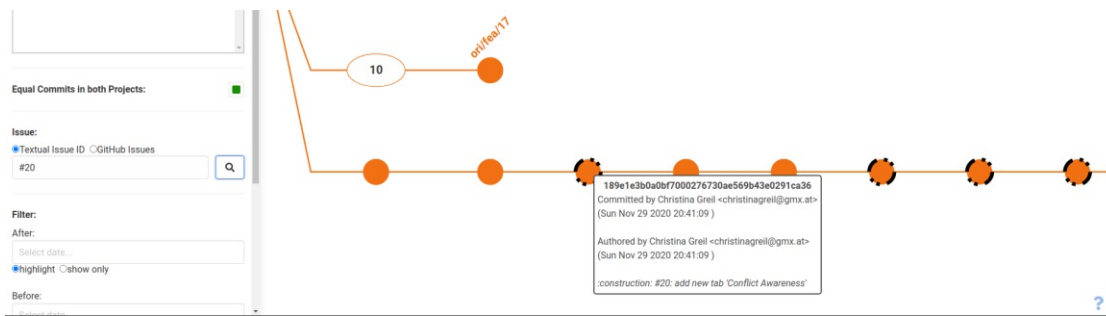 Equal Commits in both Projects:
Issue:
Textual Issue ID GitHub Issues
#20
Filter:
After:
Select date...
highlight show only
Before:
Select date...
ori/fea/17
10
189e1e3b0a0bf7000276730ae569b43e0291ca36
Committed by Christina Greil <christinagreil@gmx.at>
(Sun Nov 29 2020 20:41:09 )
Authored by Christina Greil <christinagreil@gmx.at>
(Sun Nov 29 2020 20:41:09 )
:construction: #20: add new tab 'Conflict Awareness'
?